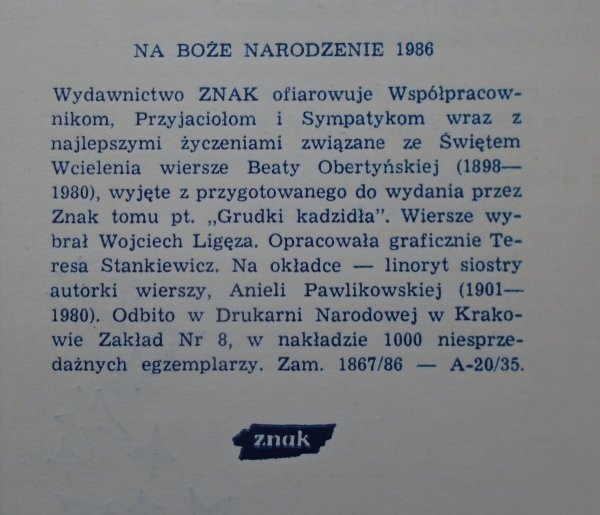 NA BOŻE NARODZENIE 1986
Wydawnictwo ZNAK ofiarowuje Współpracow-
nikom, Przyjaciołom i Sympatykom wraz z
najlepszymi życzeniami związane ze Świętem
Wcielenia wiersze Beaty Obertyńskiej (1898—
1980), wyjęte z przygotowanego do wydania przez
Znak tomu pt. „Grudki kadzidła". Wiersze wy-
brał Wojciech Ligęza. Opracowała graficznie Te-
resa Stankiewicz. Na okładce — linoryt siostry
autorki wierszy, Anieli Pawlikowskiej (1901—
1980). Odbito w Drukarni Narodowej w Krako-
wie Zakład Nr 8, w nakładzie 1000 niesprze-
dażnych egzemplarzy. Zam. 1867/86 — A-20/35.
znak